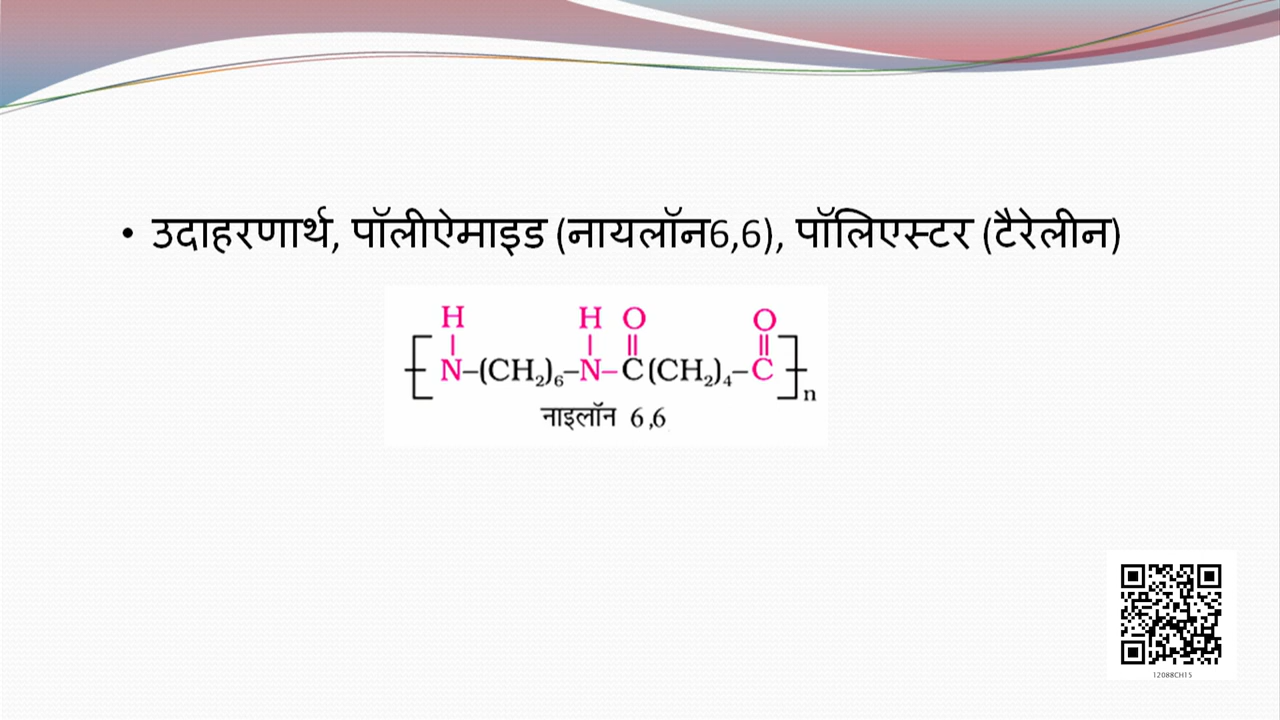 • उदाहरणार्थ, पॉलीऐमाइड (नायलॉन6,6), पॉलिएस्टर (टैरेलीन)
H H O O
[N–(CH₂)₆–N–C(CH₂)₄–C]n
नाइलॉन 6,6
12088CH15